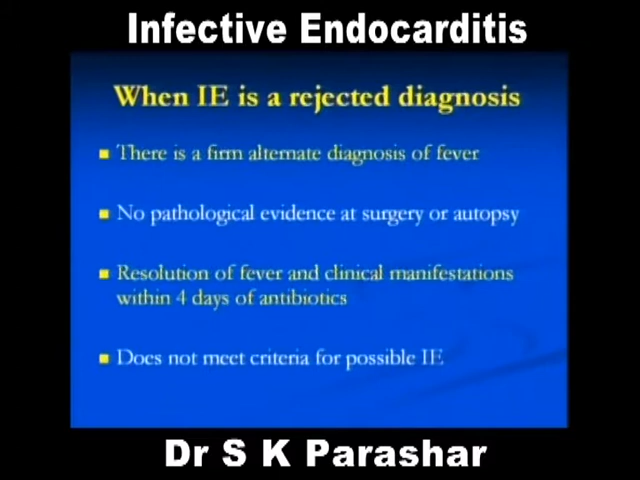 Infective Endocarditis
When IE is a rejected diagnosis
There is a firm alternate diagnosis of fever
No pathological evidence at surgery or autopsy
Resolution of fever and clinical manifestations
within 4 days of antibiotics
Does not meet criteria for possible IE
Dr S K Parashar